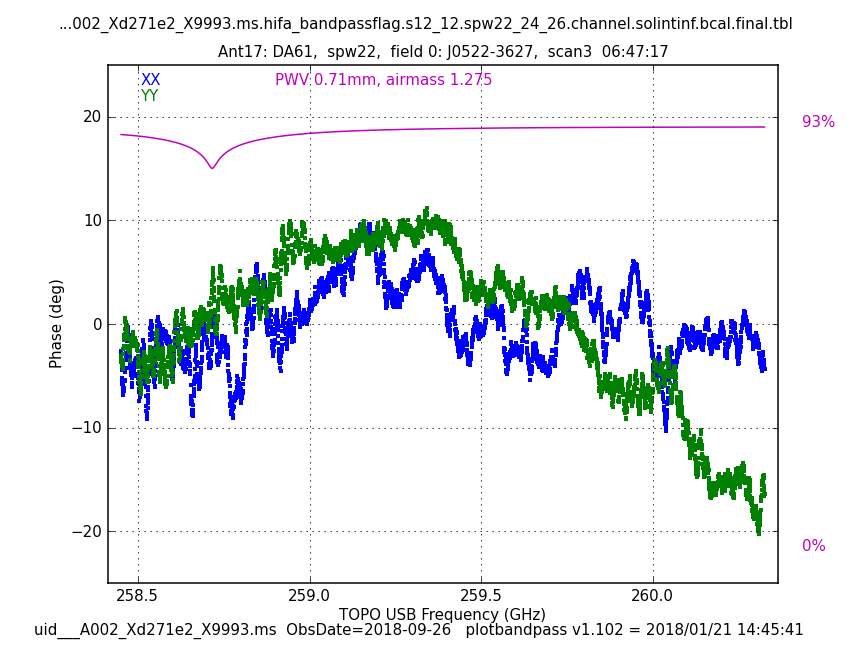 ...002_Xd271e2_X9993.ms.hifa_bandpassflag.s12_12.spw22_24_26.channel.solintinf.bcal.final.tbl
Ant17: DA61, spw22, field 0: J0522-3627, scan3 06:47:17
XX
PWV 0.71mm, airmass 1.275
YY
93%
20
10
0
−10
−20
0%
Phase (deg)
258.5
259.0
259.5
260.0
TOPO USB Frequency (GHz)
uid___A002_Xd271e2_X9993.ms ObsDate=2018-09-26 plotbandpass v1.102 = 2018/01/21 14:45:41